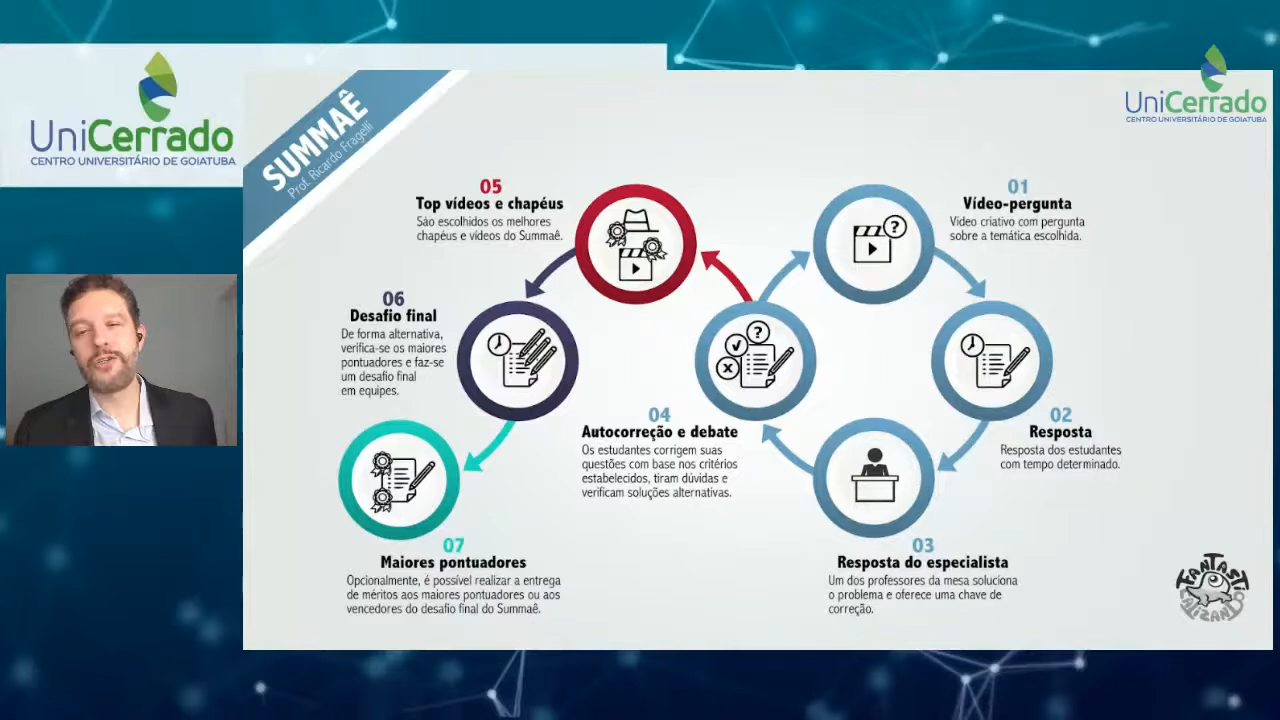 UniCerrado
CENTRO UNIVERSITÁRIO DE GOIATUBA
SUMMAÊ
Prof. Ricardo Fragelli
UniCerrado
CENTRO UNIVERSITÁRIO DE GOIATUBA
01
Vídeo-pergunta
Vídeo criativo com pergunta
sobre a temática escolhida.
02
Resposta
Resposta dos estudantes
com tempo determinado.
03
Resposta do especialista
Um dos professores da mesa soluciona
o problema e oferece uma chave de
correção.
04
Autocorreção e debate
Os estudantes corrigem suas
questões com base nos critérios
estabelecidos, tiram dúvidas e
verificam soluções alternativas.
05
Top vídeos e chapéus
São escolhidos os melhores
chapéus e vídeos do Summaê.
06
Desafio final
De forma alternativa,
verifica-se os maiores
pontuadores e faz-se
um desafio final
em equipes.
07
Maiores pontuadores
Opcionalmente, é possível realizar a entrega
de méritos aos maiores pontuadores ou aos
vencedores do desafio final do Summaê.
FANTASTI
CALIZANDO